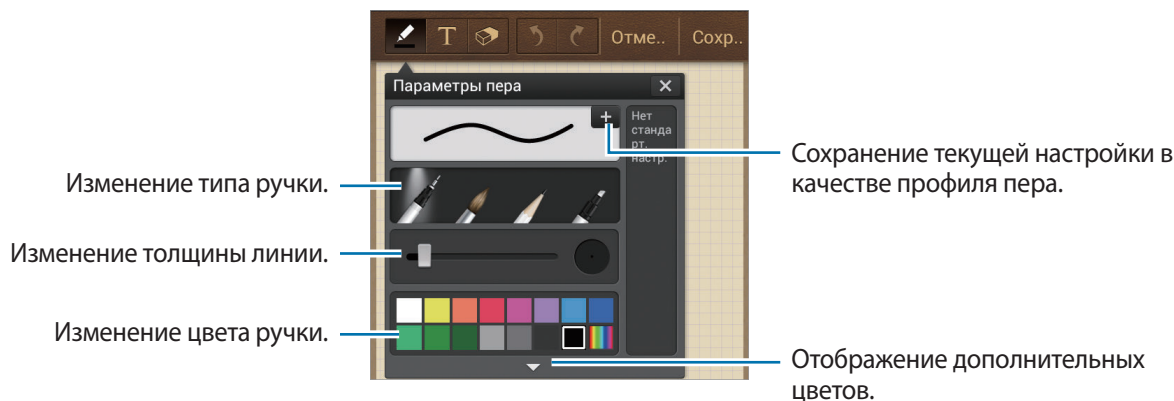 T
Отме..
Сохр..
Параметры пера
Нет
станда
рт.
настр.
Сохранение текущей настройки в
качестве профиля пера.
Изменение типа ручки.
Изменение толщины линии.
Изменение цвета ручки.
Отображение дополнительных
цветов.